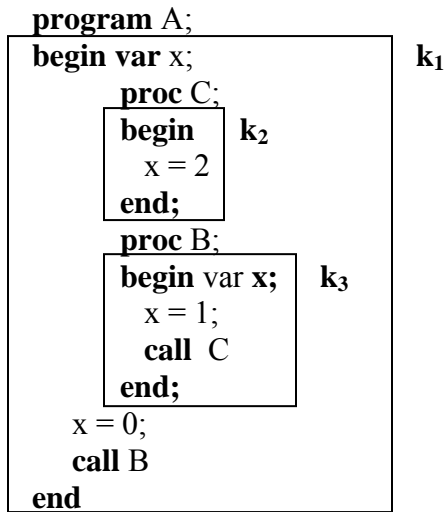 program A;
begin var x; k₁
proc C;
begin k₂
x = 2
end;
proc B;
begin var x; k₃
x = 1;
call C
end;
x = 0;
call B
end